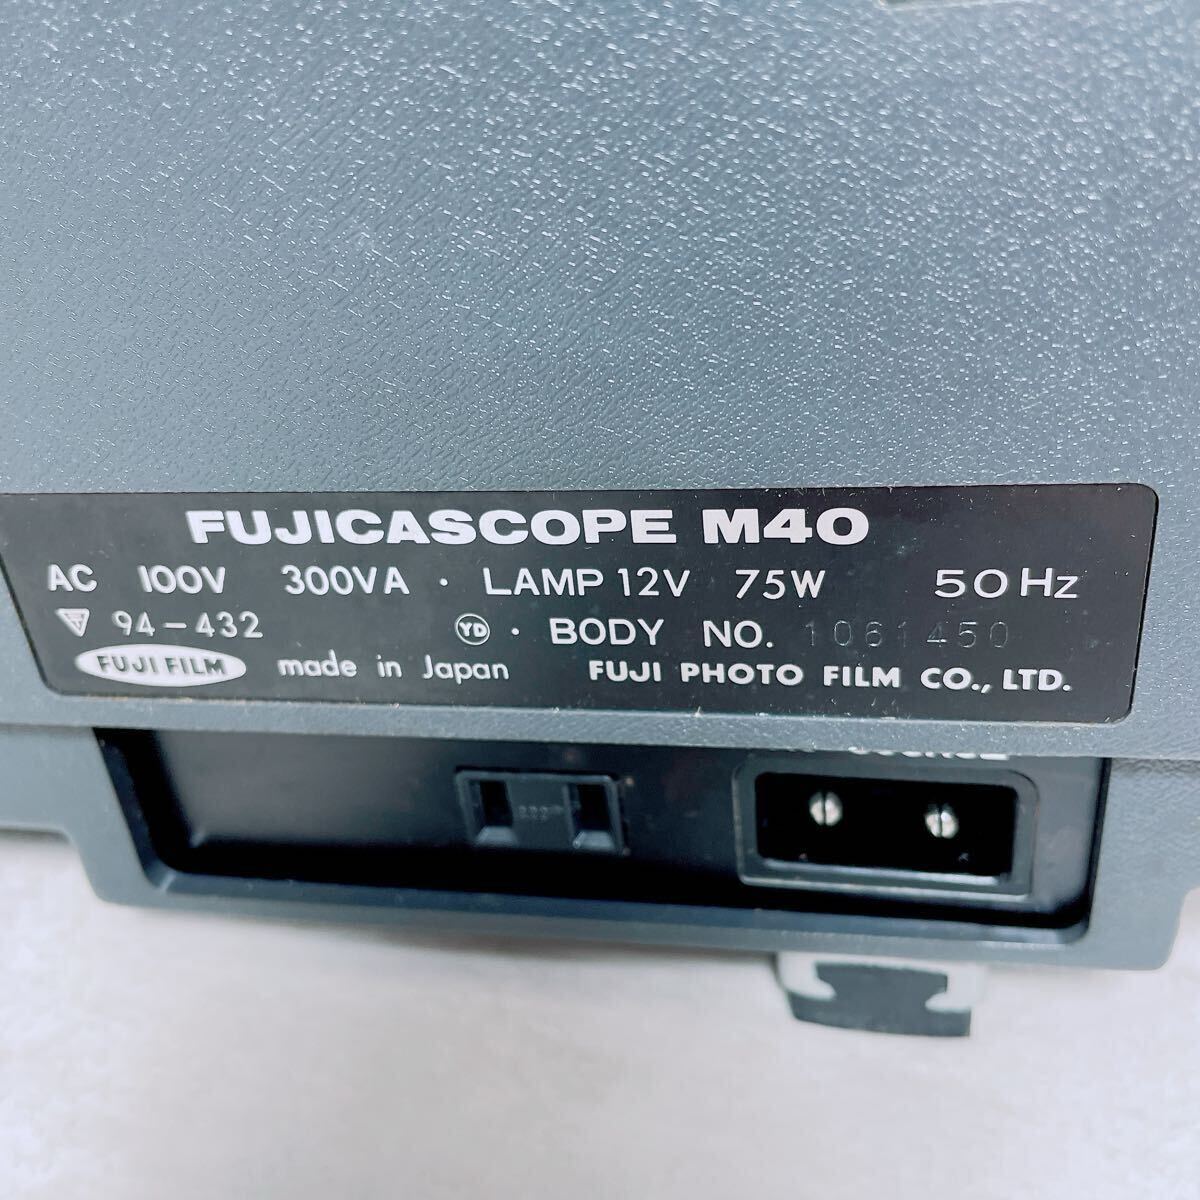 FUJICASCOPE M40
AC 100V 300VA · LAMP 12V 75W 50Hz
94-432 YD · BODY NO. 1061450
FUJI FILM made in Japan FUJI PHOTO FILM CO., LTD.